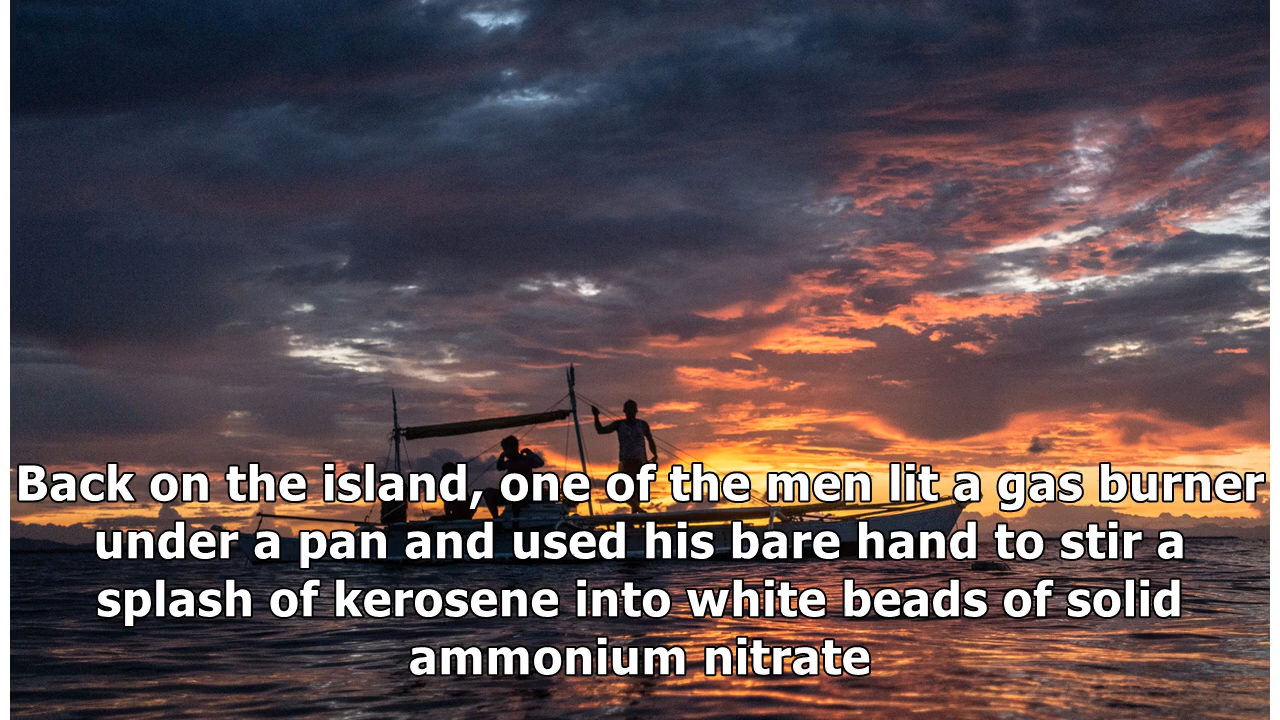 Back on the island, one of the men lit a gas burner
under a pan and used his bare hand to stir a
splash of kerosene into white beads of solid
ammonium nitrate